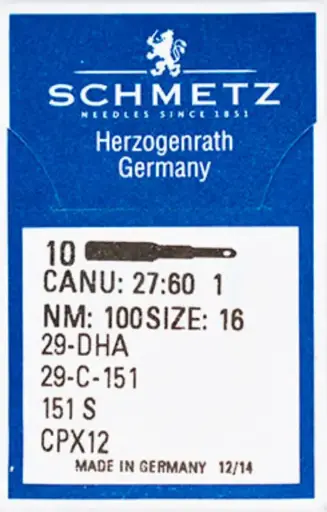 SCHMETZ
NEEDLES SINCE 1851
Herzogenrath
Germany
10
CANU: 27:60 1
NM: 100 SIZE: 16
29-DHA
29-C-151
151 S
CPX12
MADE IN GERMANY 12/14